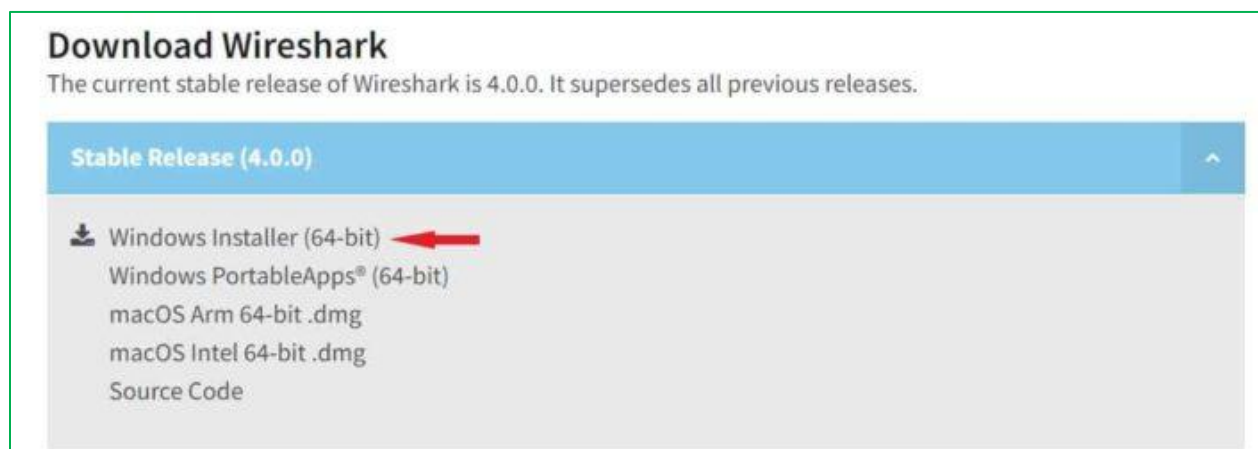 Download Wireshark
The current stable release of Wireshark is 4.0.0. It supersedes all previous releases.
Stable Release (4.0.0)
Windows Installer (64-bit)
Windows PortableApps® (64-bit)
macOS Arm 64-bit .dmg
macOS Intel 64-bit .dmg
Source Code